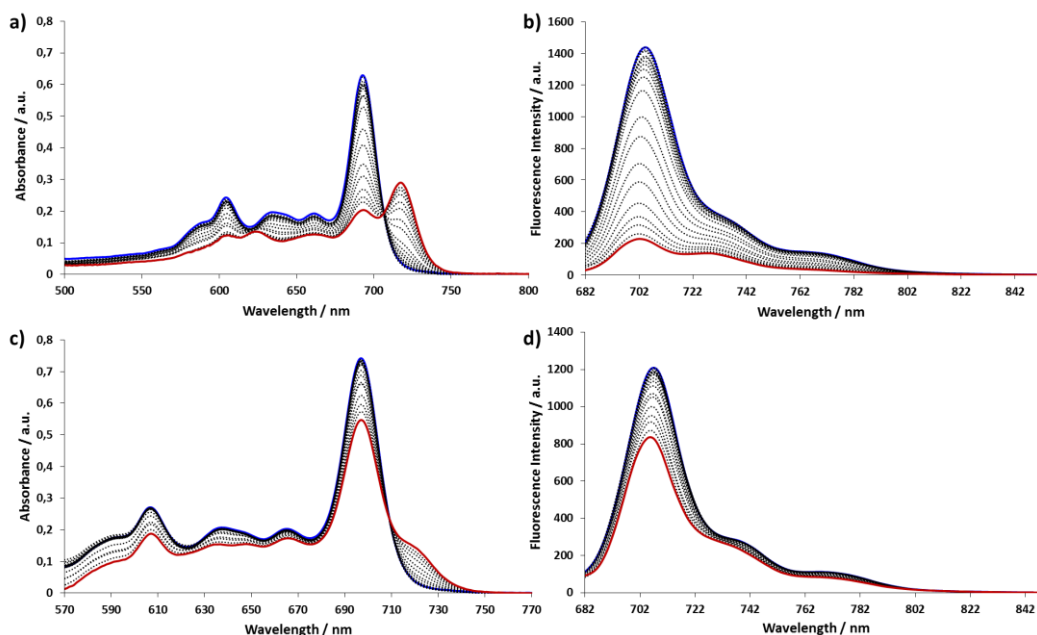 a)
Absorbance / a.u.
0,8
0,7
0,6
0,5
0,4
0,3
0,2
0,1
0
500 550 600 650 700 750 800
Wavelength / nm
b)
Fluorescence Intensity / a.u.
1600
1400
1200
1000
800
600
400
200
0
682 702 722 742 762 782 802 822 842
Wavelength / nm
c)
Absorbance / a.u.
0,8
0,7
0,6
0,5
0,4
0,3
0,2
0,1
0
570 590 610 630 650 670 690 710 730 750 770
Wavelength / nm
d)
Fluorescence Intensity / a.u.
1400
1200
1000
800
600
400
200
0
682 702 722 742 762 782 802 822 842
Wavelength / nm